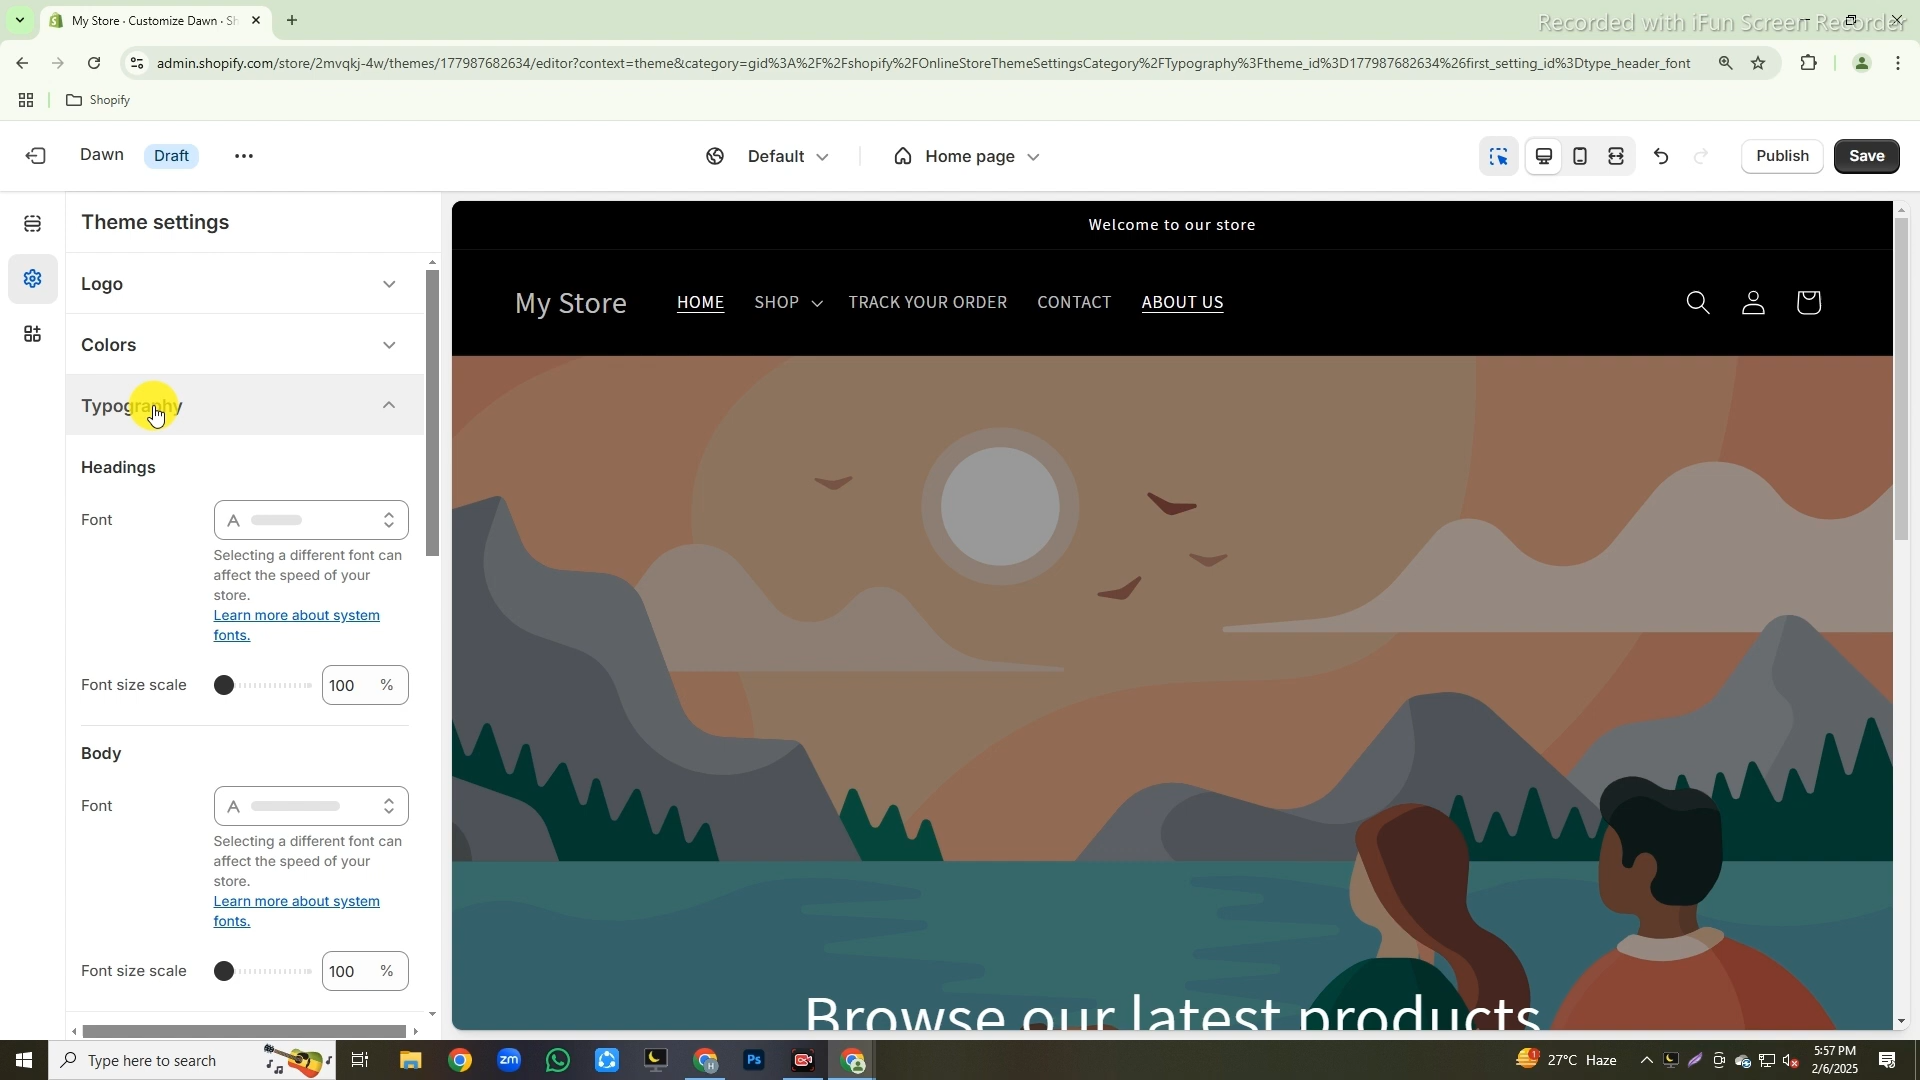 My Store · Customize Dawn · Sh
Recorded with iFun Screen Recorder
admin.shopify.com/store/2mvqkj-4w/themes/177987682634/editor?context=theme&category=gid%3A%2F%2Fshopify%2FOnlineStoreThemeSettingsCategory%2FTypography%3Ftheme_id%3D177987682634%26first_setting_id%3Dtype_header_font
Shopify
Dawn Draft
Default
Home page
Publish
Save
Theme settings
Logo
Colors
Typography
Headings
Font
Selecting a different font can
affect the speed of your
store.
Learn more about system
fonts.
Font size scale 100 %
Body
Font
Selecting a different font can
affect the speed of your
store.
Learn more about system
fonts.
Font size scale 100 %
Welcome to our store
My Store HOME SHOP TRACK YOUR ORDER CONTACT ABOUT US
Browse our latest products
Type here to search
zm
H
Ps
1
27°C Haze
5:57 PM
2/6/2025